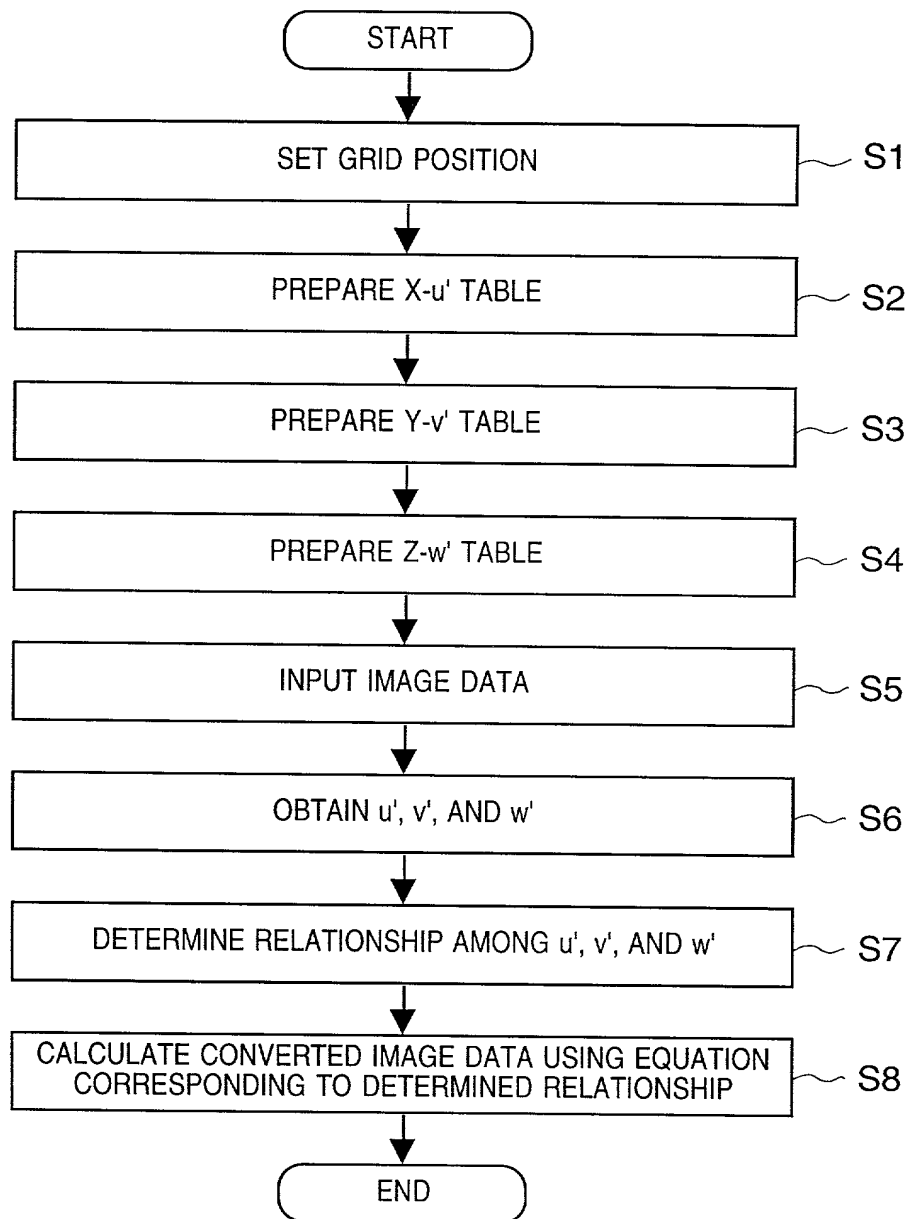 START
SET GRID POSITION
S1
PREPARE X-u' TABLE
S2
PREPARE Y-v' TABLE
S3
PREPARE Z-w' TABLE
S4
INPUT IMAGE DATA
S5
OBTAIN u', v', AND w'
S6
DETERMINE RELATIONSHIP AMONG u', v', AND w'
S7
CALCULATE CONVERTED IMAGE DATA USING EQUATION
CORRESPONDING TO DETERMINED RELATIONSHIP
S8
END